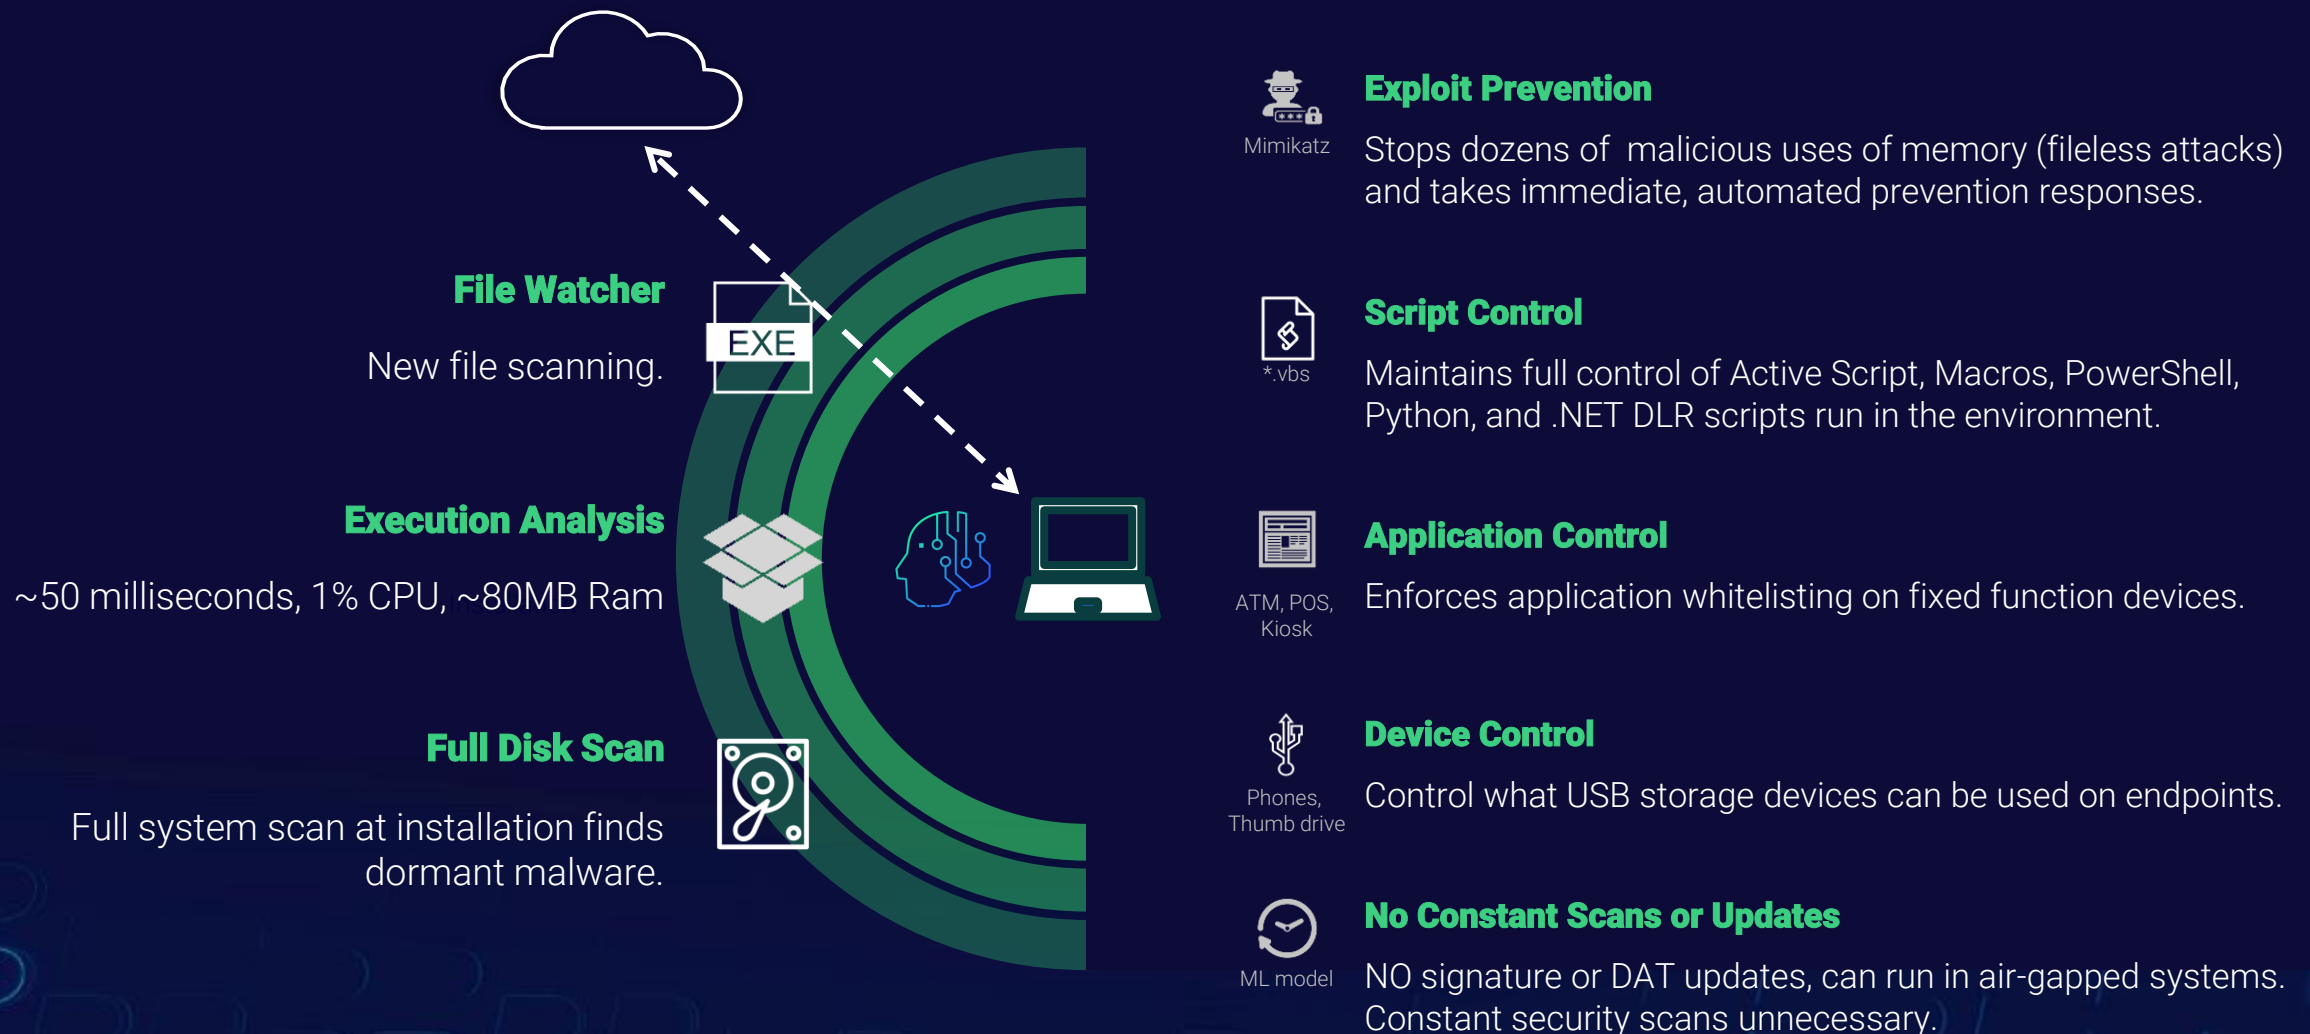 File Watcher
New file scanning.
EXE
Execution Analysis
~50 milliseconds, 1% CPU, ~80MB Ram
Full Disk Scan
Full system scan at installation finds
dormant malware.
Mimikatz
Exploit Prevention
Stops dozens of  malicious uses of memory (fileless attacks)
and takes immediate, automated prevention responses.
*.vbs
Script Control
Maintains full control of Active Script, Macros, PowerShell,
Python, and .NET DLR scripts run in the environment.
ATM, POS,
Kiosk
Application Control
Enforces application whitelisting on fixed function devices.
Phones,
Thumb drive
Device Control
Control what USB storage devices can be used on endpoints.
ML model
No Constant Scans or Updates
NO signature or DAT updates, can run in air-gapped systems.
Constant security scans unnecessary.